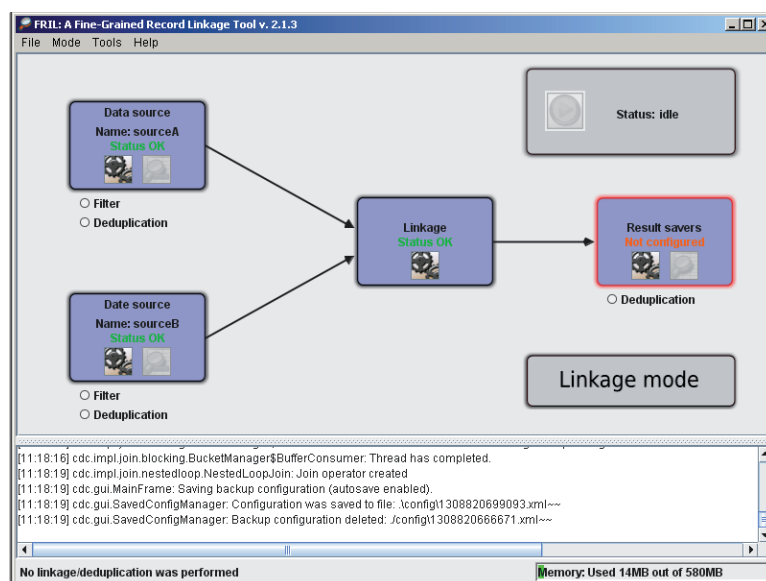 FRIL: A Fine-Grained Record Linkage Tool v. 2.1.3
File Mode Tools Help
Data source
Name: sourceA
Status OK
Filter
Deduplication
Status: idle
Linkage
Status OK
Result savers
Not configured
Deduplication
Date source
Name: sourceB
Status OK
Filter
Deduplication
Linkage mode
[11:18:16] cdc.impl.join.blocking.BucketManager$BufferConsumer: Thread has completed.
[11:18:19] cdc.impl.join.nestedloop.NestedLoopJoin: Join operator created
[11:18:19] cdc.gui.MainFrame: Saving backup configuration (autosave enabled).
[11:18:19] cdc.gui.SavedConfigManager: Configuration was saved to file: .\config\1308820699093.xml~~
[11:18:19] cdc.gui.SavedConfigManager: Backup configuration deleted: ./config\1308820666671.xml~~
No linkage/deduplication was performed
Memory: Used 14MB out of 580MB